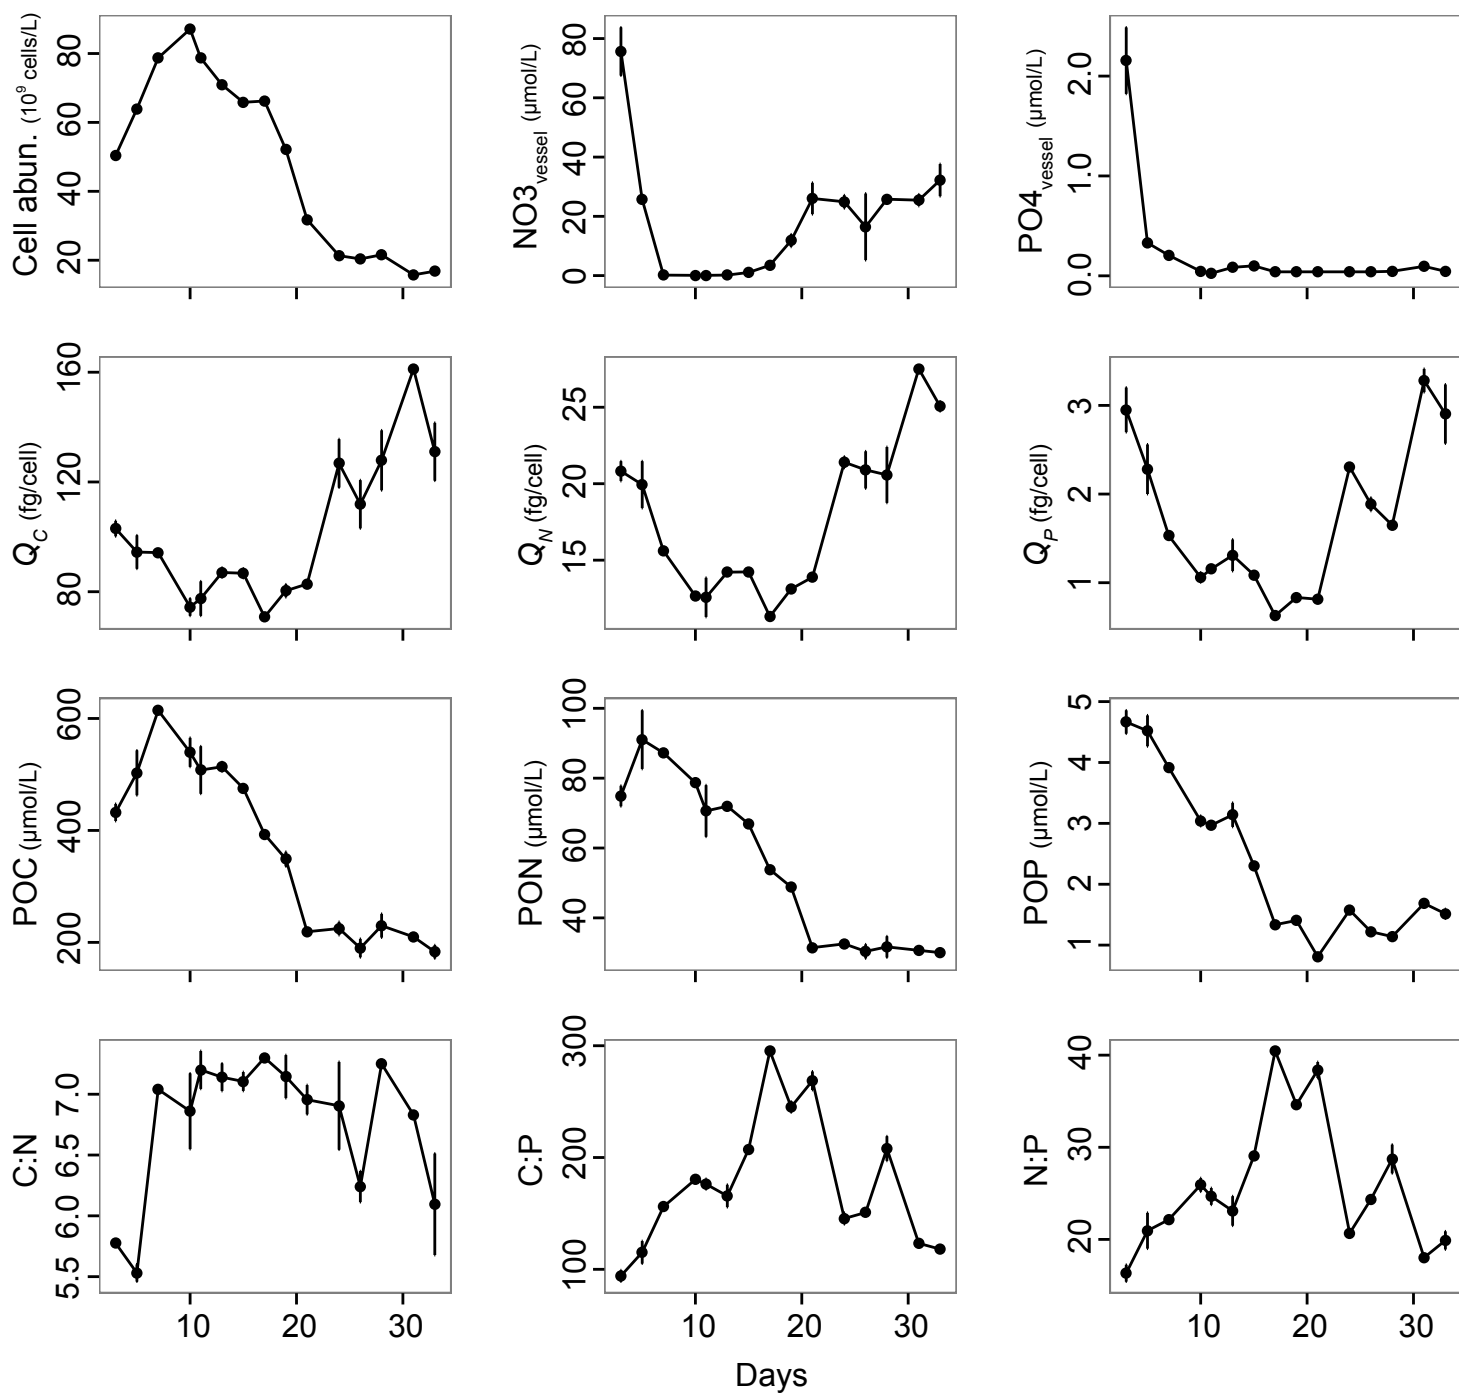 Cell abun. (10⁹ cells/L)
20 40 60 80
10 20 30
NO3vessel (μmol/L)
0 20 40 60 80
10 20 30
PO4vessel (μmol/L)
0.0 1.0 2.0
QC (fg/cell)
80 120 160
QN (fg/cell)
15 20 25
QP (fg/cell)
1 2 3
POC (μmol/L)
200 400 600
PON (μmol/L)
40 60 80 100
POP (μmol/L)
1 2 3 4 5
C:N
5.5 6.0 6.5 7.0
C:P
100 200 300
N:P
20 30 40
10 20 30
Days